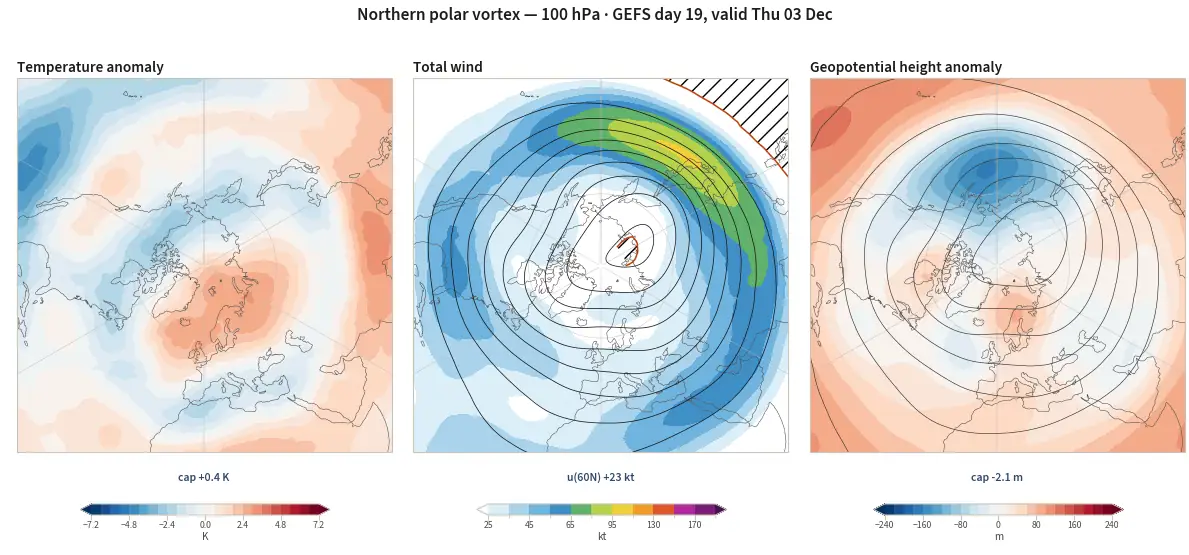 Northern polar vortex — 100 hPa · GEFS day 19, valid Thu 03 Dec
Temperature anomaly
Total wind
Geopotential height anomaly
cap +0.4 K
u(60N) +23 kt
cap -2.1 m
−7.2 −4.8 −2.4 0.0 2.4 4.8 7.2
K
25 45 65 95 130 170
kt
−240 −160 −80 0 80 160 240
m